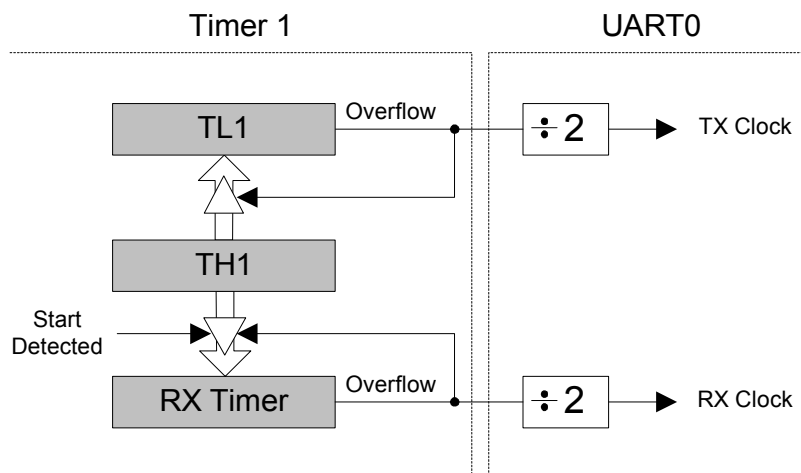 Timer 1
UART0
TL1
Overflow
÷2
TX Clock
TH1
Start
Detected
RX Timer
Overflow
÷2
RX Clock